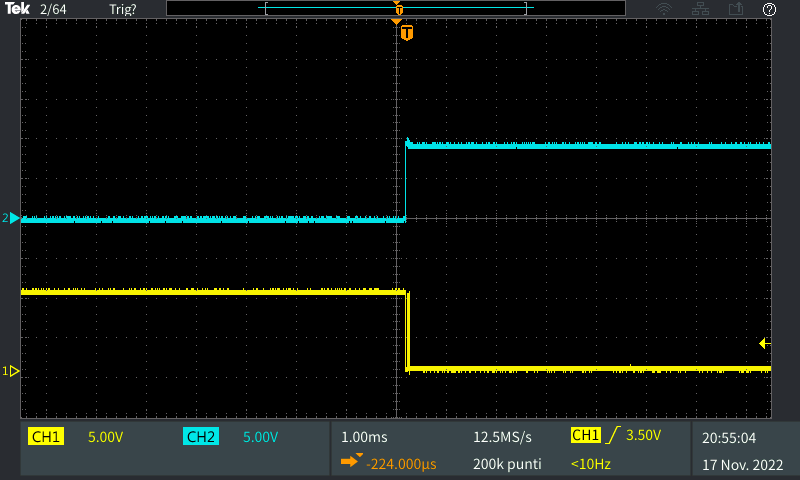 Tek 2/64 Trig? T ?
T
2
1
CH1 5.00V CH2 5.00V 1.00ms 12.5MS/s CH1 3.50V 20:55:04
-224.000µs 200k punti <10Hz 17 Nov. 2022